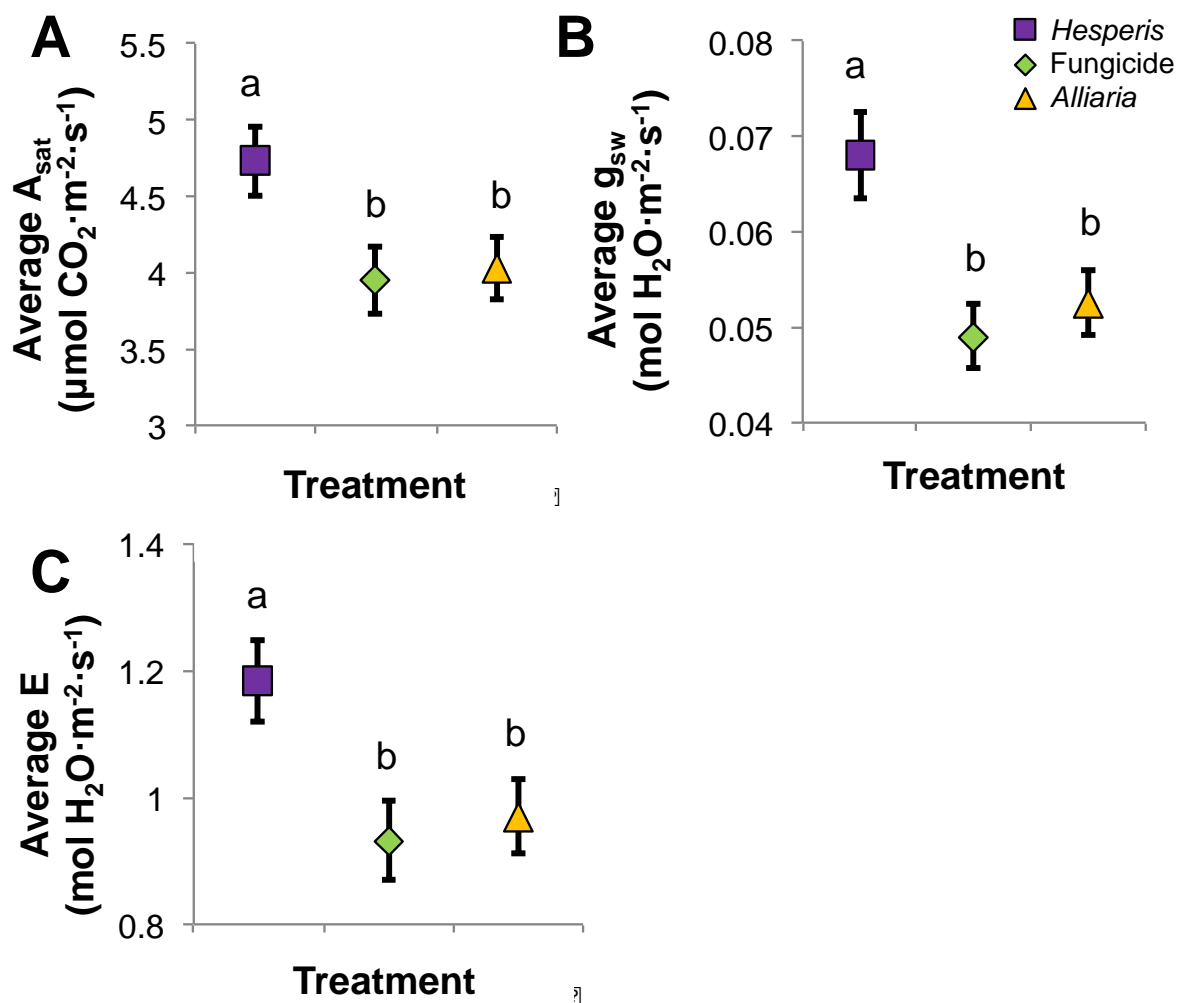 A
5.5
5
4.5
4
3.5
3
Average Asat
(µmol CO2·m-2·s-1)
a
b
b
Treatment
B
0.08
0.07
0.06
0.05
0.04
Average gsw
(mol H2O·m-2·s-1)
a
b
b
Treatment
Hesperis
Fungicide
Alliaria
C
1.4
1.2
1
0.8
Average E
(mol H2O·m-2·s-1)
a
b
b
Treatment